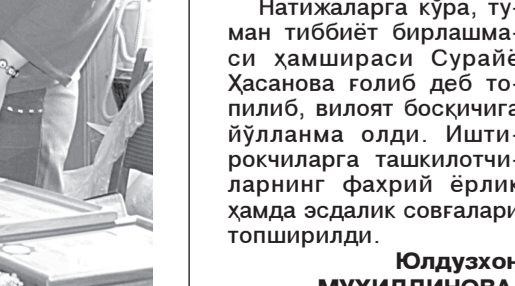 Натижаларга кўра, ту-
ман тиббиёт бирлашма-
си ҳамшираси Сурайё
Ҳасанова ғолиб деб то-
пилиб, вилоят босқичига
йўлланма олди. Ишти-
рокчиларга ташкилотчи-
ларнинг фахрий ёрлиқ
ҳамда эсдалик совғалари
топширилди.
Юлдузхон
МУҲИДДИНОВА.